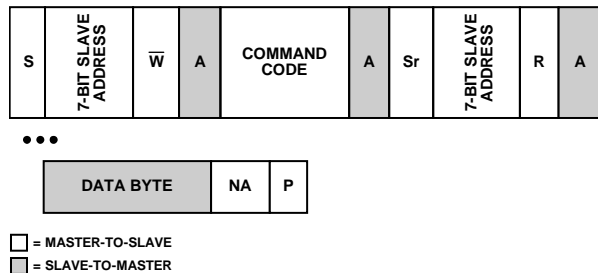 S
7-BIT SLAVE
ADDRESS
W̅
A
COMMAND
CODE
A
Sr
7-BIT SLAVE
ADDRESS
R
A
•••
DATA BYTE
NA
P
= MASTER-TO-SLAVE
= SLAVE-TO-MASTER